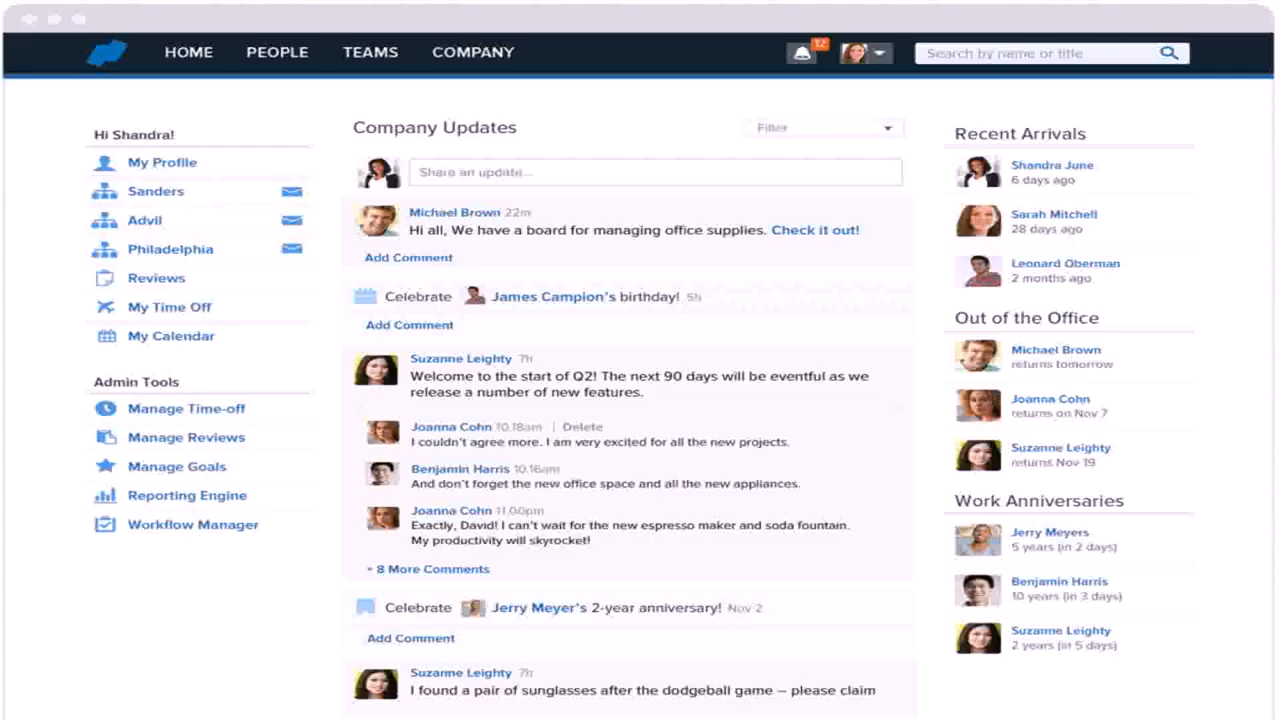 HOME PEOPLE TEAMS COMPANY
12
Search by name or title
Hi Shandra!
My Profile
Sanders
Advil
Philadelphia
Reviews
My Time Off
My Calendar
Admin Tools
Manage Time-off
Manage Reviews
Manage Goals
Reporting Engine
Workflow Manager
Company Updates
Filter
Share an update...
Michael Brown 22m
Hi all, We have a board for managing office supplies. Check it out!
Add Comment
Celebrate James Campion's birthday! 5h
Add Comment
Suzanne Leighty 7h
Welcome to the start of Q2! The next 90 days will be eventful as we
release a number of new features.
Joanna Cohn 10.18am | Delete
I couldn't agree more. I am very excited for all the new projects.
Benjamin Harris 10.16am
And don't forget the new office space and all the new appliances.
Joanna Cohn 11.00pm
Exactly, David! I can't wait for the new espresso maker and soda fountain.
My productivity will skyrocket!
8 More Comments
Celebrate Jerry Meyer's 2-year anniversary! Nov 2
Add Comment
Suzanne Leighty 7h
I found a pair of sunglasses after the dodgeball game – please claim
Recent Arrivals
Shandra June
6 days ago
Sarah Mitchell
28 days ago
Leonard Oberman
2 months ago
Out of the Office
Michael Brown
returns tomorrow
Joanna Cohn
returns on Nov 7
Suzanne Leighty
returns Nov 19
Work Anniversaries
Jerry Meyers
5 years (in 2 days)
Benjamin Harris
10 years (in 3 days)
Suzanne Leighty
2 years (in 5 days)